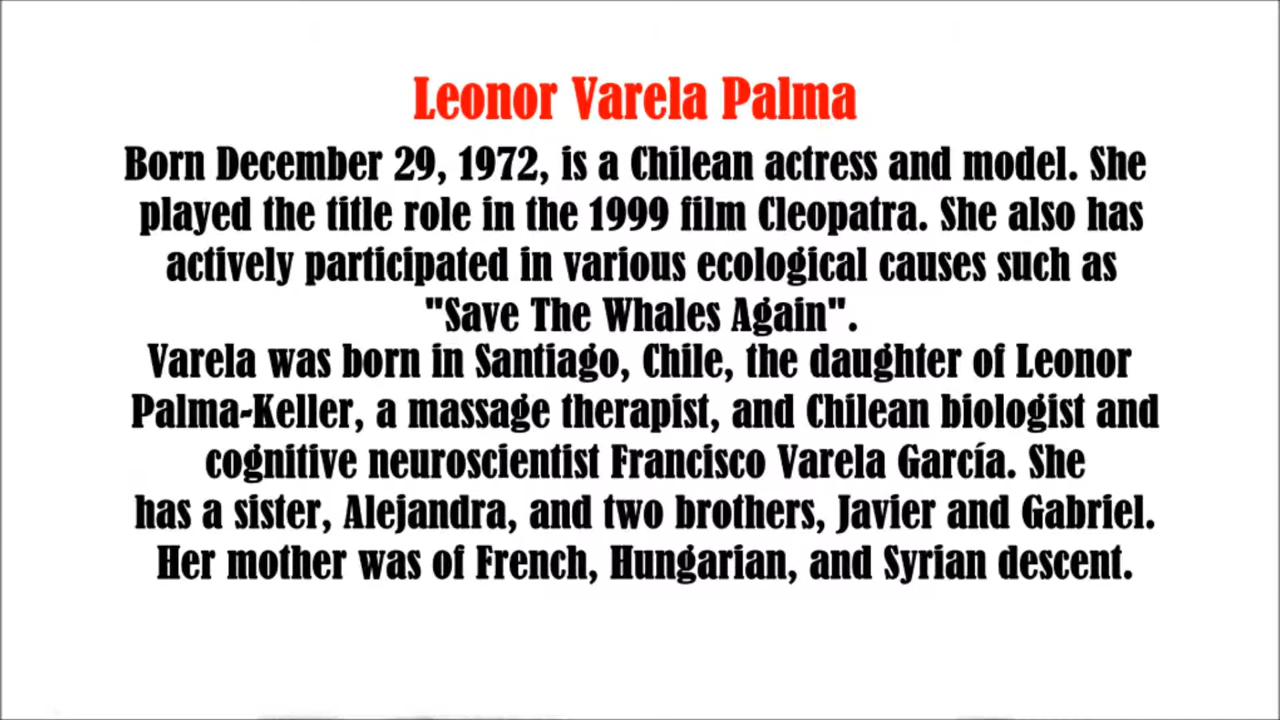 Leonor Varela Palma
Born December 29, 1972, is a Chilean actress and model. She
played the title role in the 1999 film Cleopatra. She also has
actively participated in various ecological causes such as
"Save The Whales Again".
Varela was born in Santiago, Chile, the daughter of Leonor
Palma-Keller, a massage therapist, and Chilean biologist and
cognitive neuroscientist Francisco Varela García. She
has a sister, Alejandra, and two brothers, Javier and Gabriel.
Her mother was of French, Hungarian, and Syrian descent.